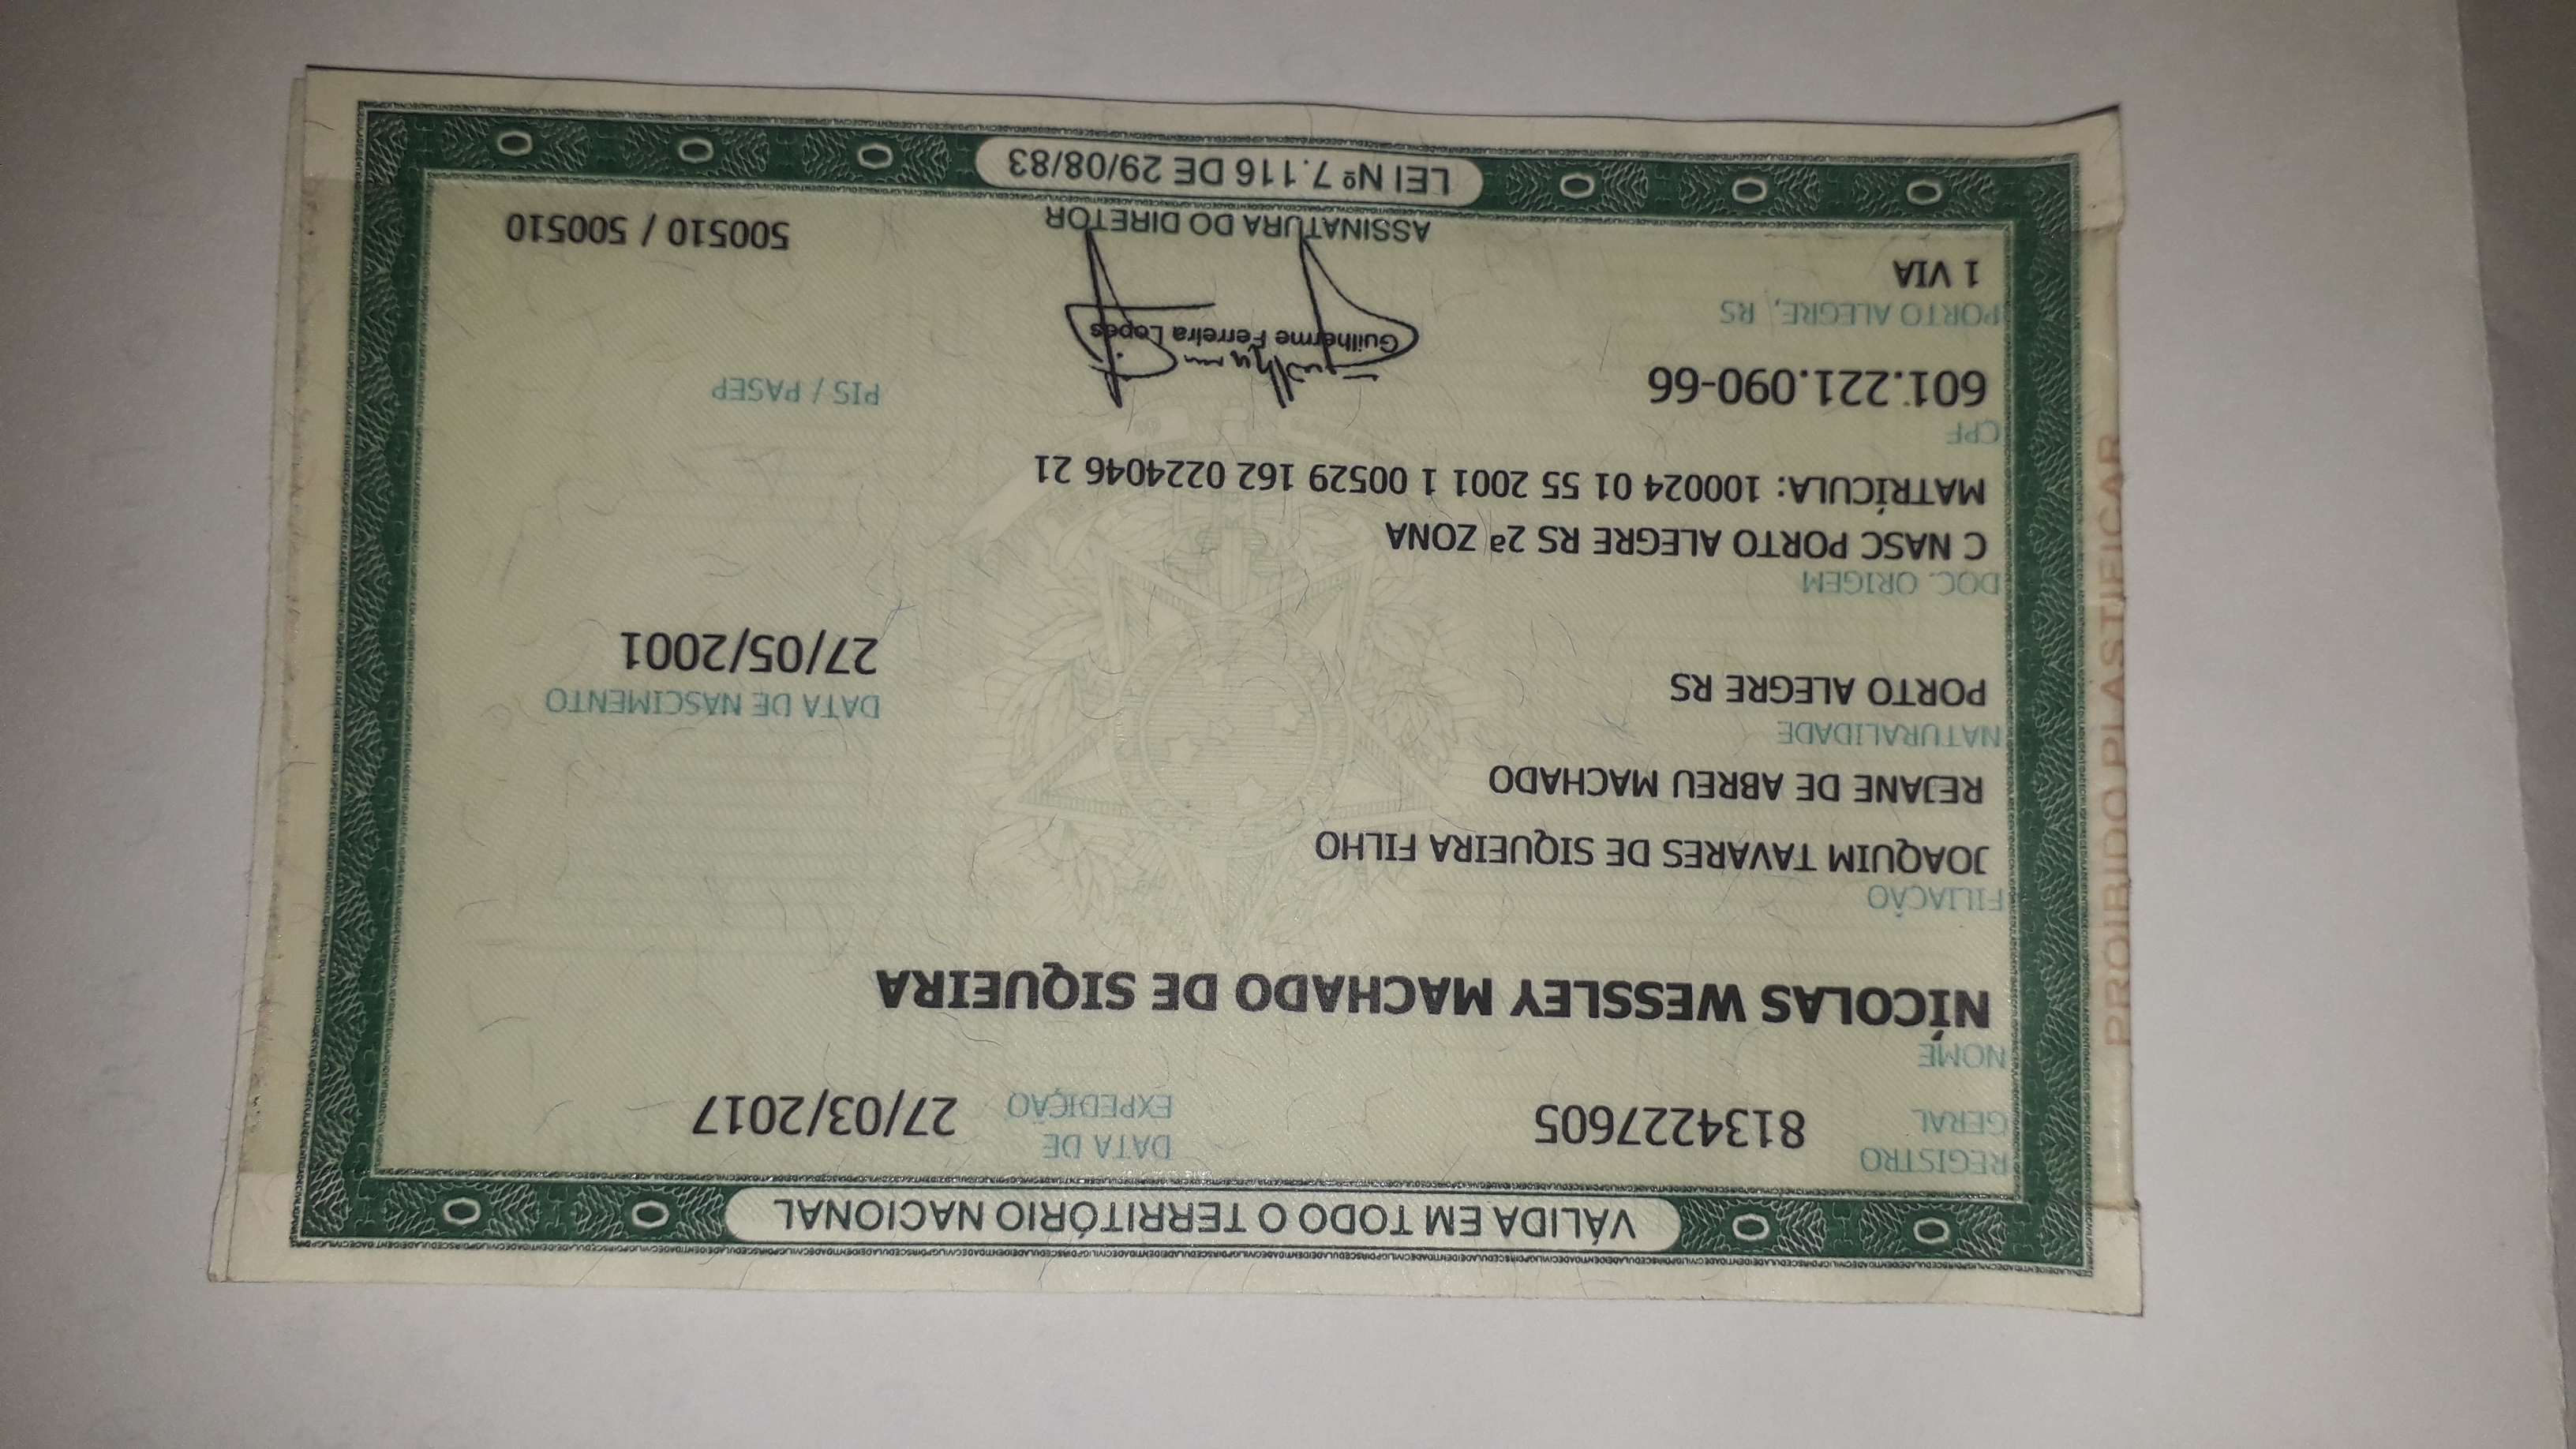 VÁLIDA EM TODO O TERRITÓRIO NACIONAL
REGISTRO GERAL 8134227605 DATA DE EXPEDIÇÃO 27/03/2017
NOME
NÍCOLAS WESSLEY MACHADO DE SIQUEIRA
FILIAÇÃO
JOAQUIM TAVARES DE SIQUEIRA FILHO
REJANE DE ABREU MACHADO
NATURALIDADE DATA DE NASCIMENTO
PORTO ALEGRE RS 27/05/2001
DOC. ORIGEM
C NASC PORTO ALEGRE RS 2ª ZONA
MATRÍCULA: 100024 01 55 2001 1 00529 162 0224046 21
CPF
601.221.090-66 PIS / PASEP
Guilherme Ferreira Lopes
PORTO ALEGRE, RS
1 VIA
ASSINATURA DO DIRETOR 500510 / 500510
LEI Nº 7.116 DE 29/08/83
PROIBIDO PLASTIFICAR